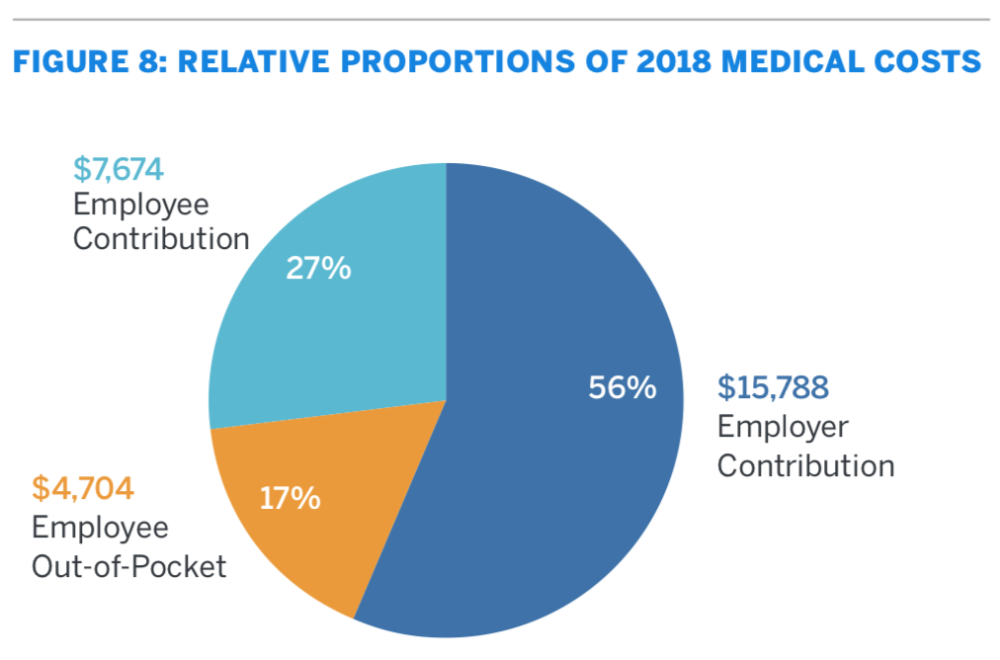 FIGURE 8: RELATIVE PROPORTIONS OF 2018 MEDICAL COSTS
$7,674
Employee
Contribution
27%
56%
$15,788
Employer
Contribution
$4,704
Employee
Out-of-Pocket
17%